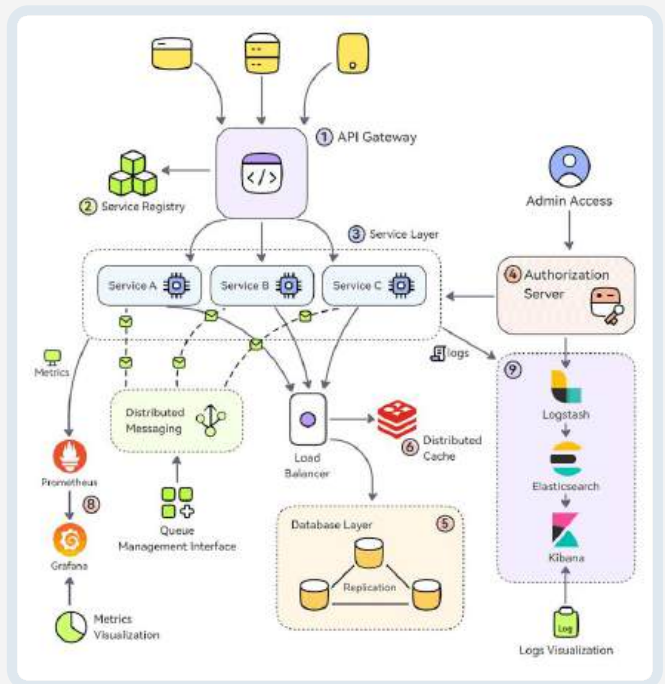 ① API Gateway
② Service Registry
③ Service Layer
Admin Access
④ Authorization
Server
Service A
Service B
Service C
Metrics
logs
⑨
Distributed
Messaging
Logstash
Load
Balancer
⑥ Distributed
Cache
Prometheus
⑧
Elasticsearch
Queue
Management Interface
Database Layer
⑤
Grafana
Replication
Kibana
Metrics
Visualization
Log
Logs Visualization